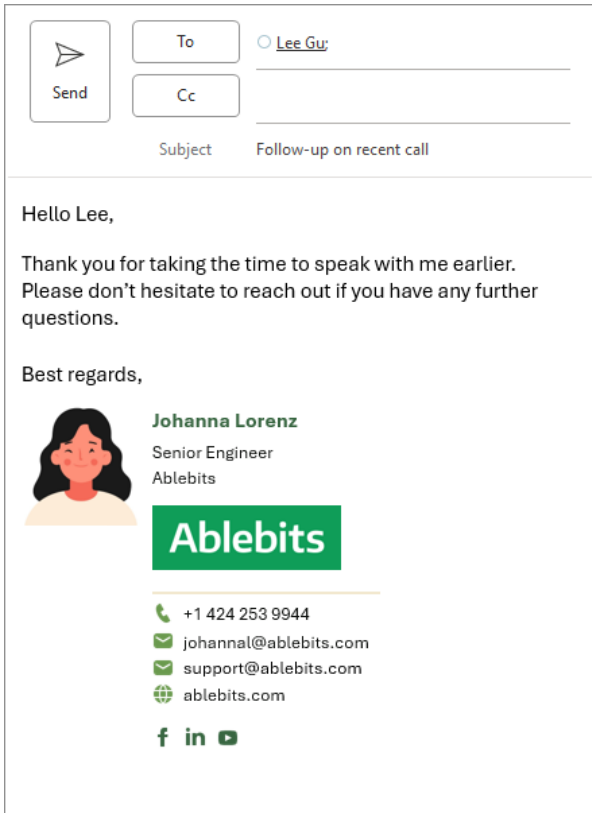 To
Lee Gu;
Send
Cc
Subject
Follow-up on recent call
Hello Lee,
Thank you for taking the time to speak with me earlier.
Please don’t hesitate to reach out if you have any further
questions.
Best regards,
Johanna Lorenz
Senior Engineer
Ablebits
Ablebits
+1 424 253 9944
johannal@ablebits.com
support@ablebits.com
ablebits.com
f in